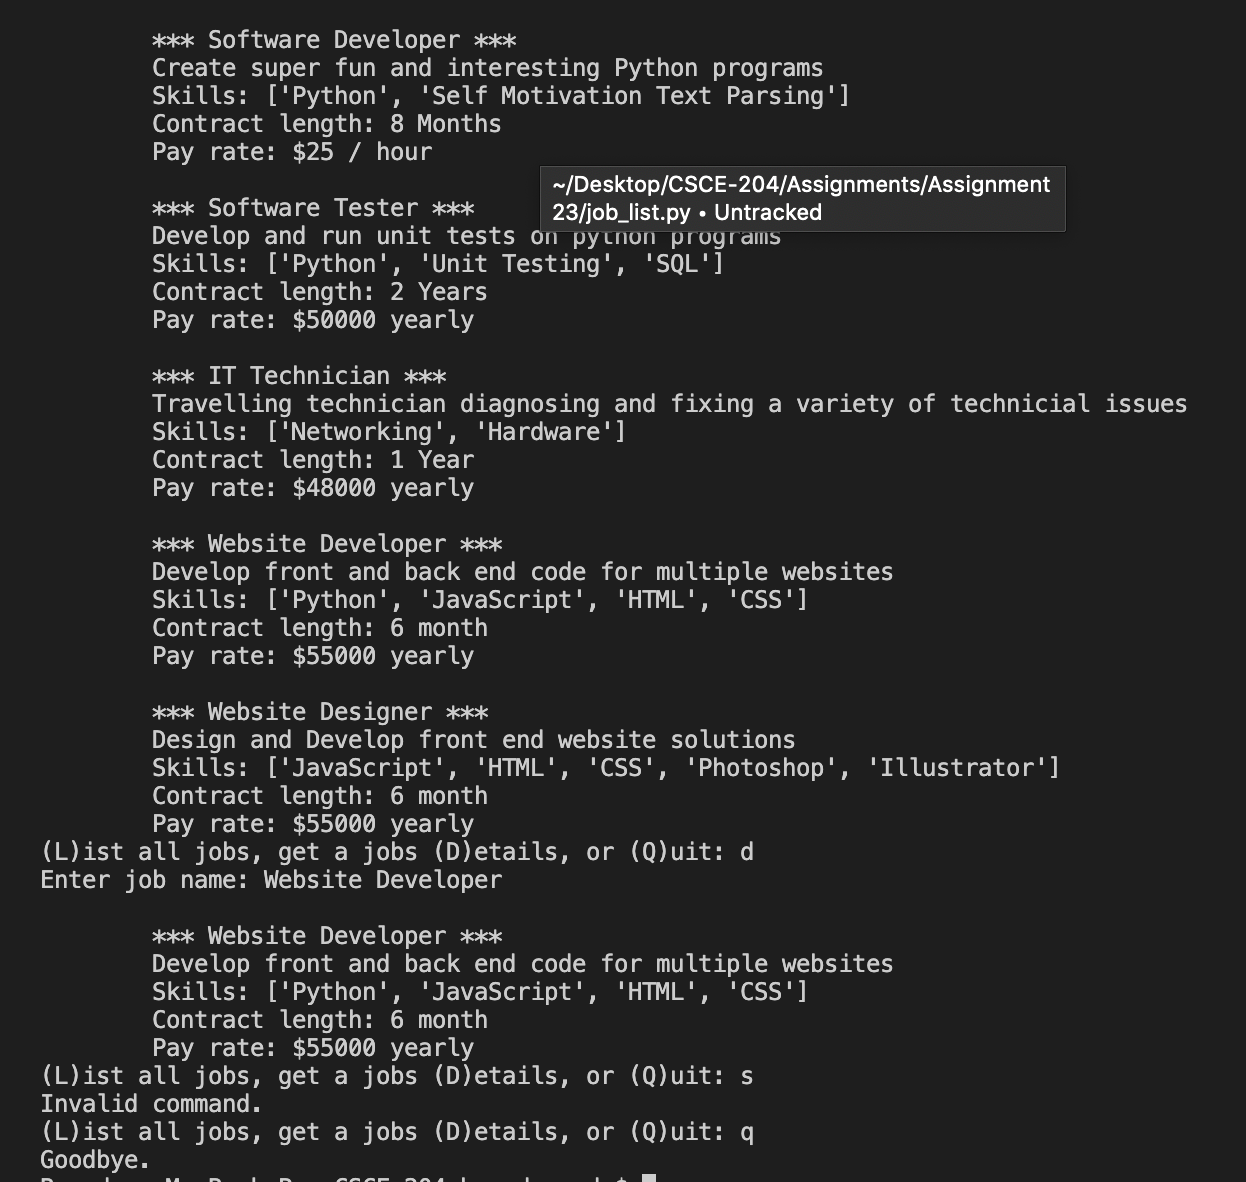 *** Software Developer ***
Create super fun and interesting Python programs
Skills: ['Python', 'Self Motivation Text Parsing']
Contract length: 8 Months
Pay rate: $25 / hour
~/Desktop/CSCE-204/Assignments/Assignment
23/job_list.py • Untracked
*** Software Tester ***
Develop and run unit tests on python programs
Skills: ['Python', 'Unit Testing', 'SQL']
Contract length: 2 Years
Pay rate: $50000 yearly
*** IT Technician ***
Travelling technician diagnosing and fixing a variety of technicial issues
Skills: ['Networking', 'Hardware']
Contract length: 1 Year
Pay rate: $48000 yearly
*** Website Developer ***
Develop front and back end code for multiple websites
Skills: ['Python', 'JavaScript', 'HTML', 'CSS']
Contract length: 6 month
Pay rate: $55000 yearly
*** Website Designer ***
Design and Develop front end website solutions
Skills: ['JavaScript', 'HTML', 'CSS', 'Photoshop', 'Illustrator']
Contract length: 6 month
Pay rate: $55000 yearly
(L)ist all jobs, get a jobs (D)etails, or (Q)uit: d
Enter job name: Website Developer
*** Website Developer ***
Develop front and back end code for multiple websites
Skills: ['Python', 'JavaScript', 'HTML', 'CSS']
Contract length: 6 month
Pay rate: $55000 yearly
(L)ist all jobs, get a jobs (D)etails, or (Q)uit: s
Invalid command.
(L)ist all jobs, get a jobs (D)etails, or (Q)uit: q
Goodbye.